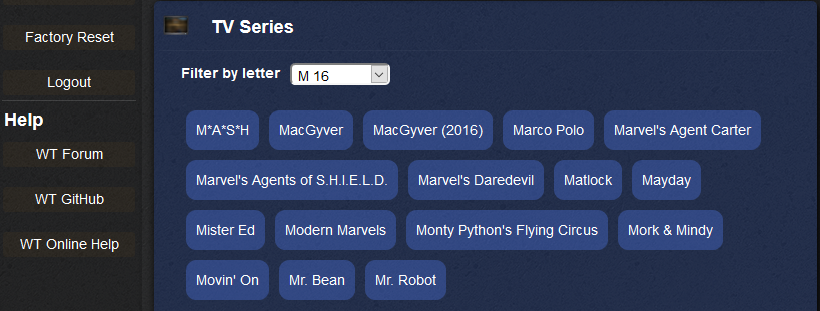 Factory Reset
Logout
Help
WT Forum
WT GitHub
WT Online Help
TV Series
Filter by letter M 16
M*A*S*H MacGyver MacGyver (2016) Marco Polo Marvel's Agent Carter
Marvel's Agents of S.H.I.E.L.D. Marvel's Daredevil Matlock Mayday
Mister Ed Modern Marvels Monty Python's Flying Circus Mork & Mindy
Movin' On Mr. Bean Mr. Robot